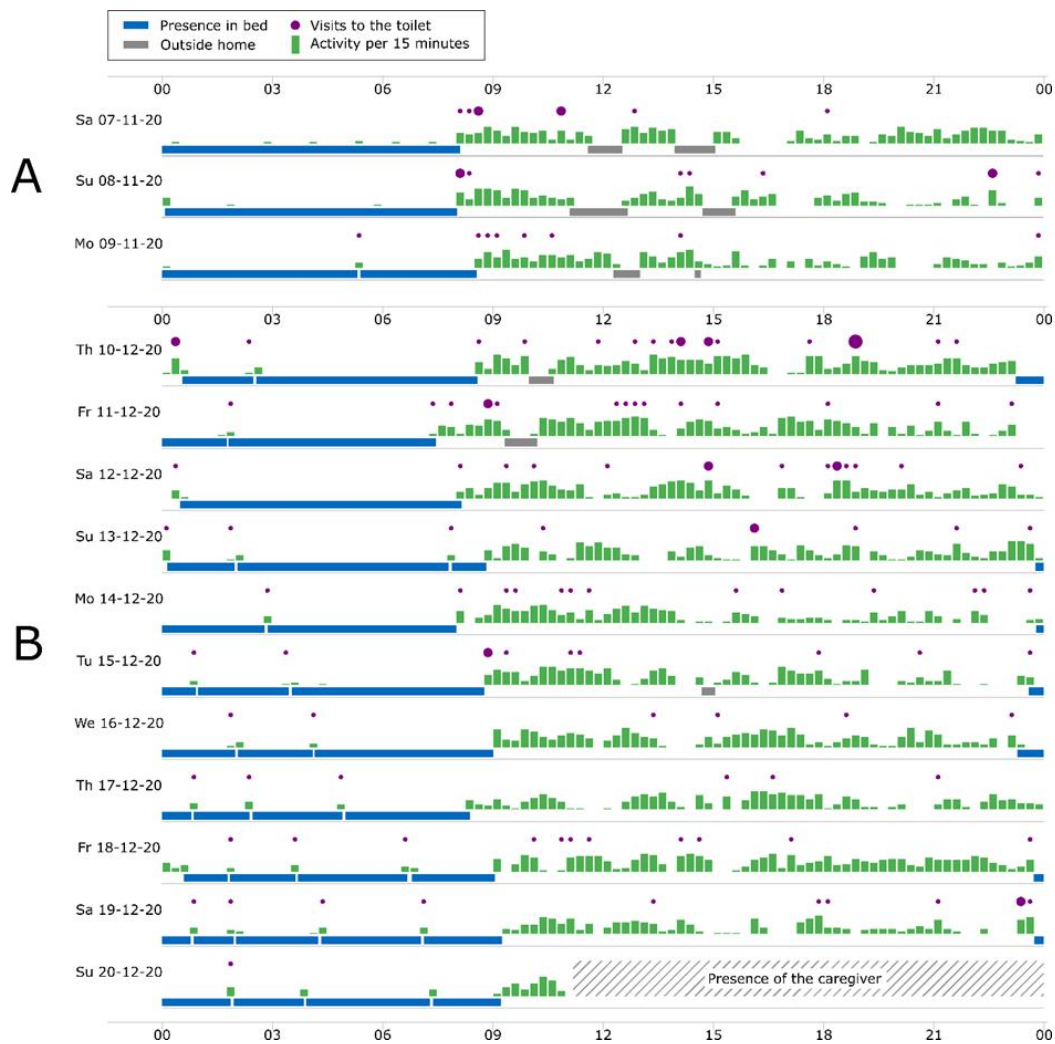 Presence in bed Visits to the toilet
Outside home Activity per 15 minutes
00 03 06 09 12 15 18 21 00
Sa 07-11-20
A
Su 08-11-20
Mo 09-11-20
00 03 06 09 12 15 18 21 00
Th 10-12-20
Fr 11-12-20
Sa 12-12-20
Su 13-12-20
Mo 14-12-20
B
Tu 15-12-20
We 16-12-20
Th 17-12-20
Fr 18-12-20
Sa 19-12-20
Su 20-12-20
Presence of the caregiver
00 03 06 09 12 15 18 21 00